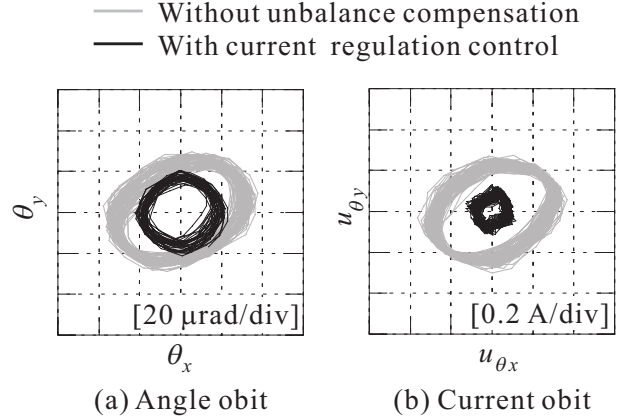 Without unbalance compensation
With current regulation control
θy
[20 μrad/div]
θx
(a) Angle obit
uθy
[0.2 A/div]
uθx
(b) Current obit